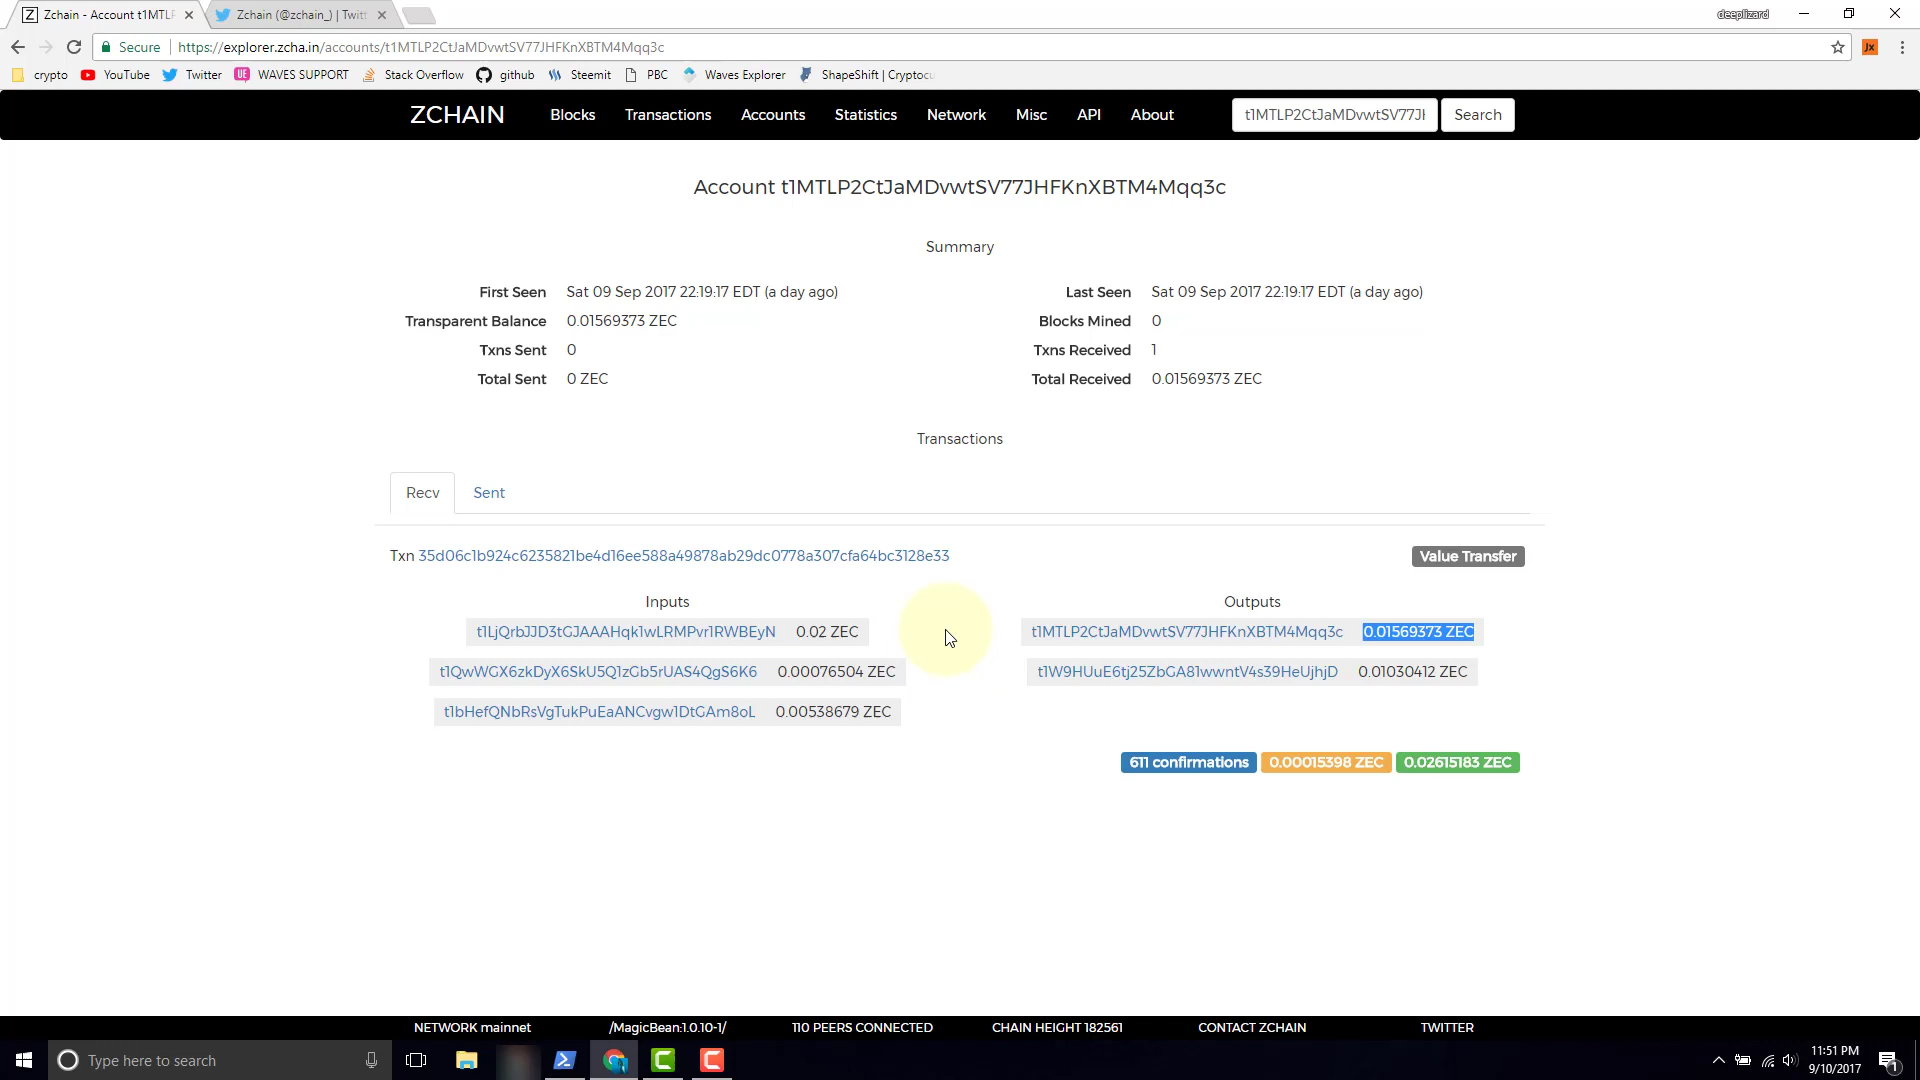 Zchain - Account t1MTLP
Zchain (@zchain_) | Twitt
deeplizard
Secure
https://explorer.zcha.in/accounts/t1MTLP2CtJaMDvwtSV77JHFKnXBTM4Mqq3c
Jx
crypto
YouTube
Twitter
UE
WAVES SUPPORT
Stack Overflow
github
Steemit
PBC
Waves Explorer
ShapeShift | Cryptocu
ZCHAIN
Blocks
Transactions
Accounts
Statistics
Network
Misc
API
About
t1MTLP2CtJaMDvwtSV77JH
Search
Account t1MTLP2CtJaMDvwtSV77JHFKnXBTM4Mqq3c
Summary
First Seen Sat 09 Sep 2017 22:19:17 EDT (a day ago)
Last Seen Sat 09 Sep 2017 22:19:17 EDT (a day ago)
Transparent Balance 0.01569373 ZEC
Blocks Mined 0
Txns Sent 0
Txns Received 1
Total Sent 0 ZEC
Total Received 0.01569373 ZEC
Transactions
Recv
Sent
Txn 35d06c1b924c6235821be4d16ee588a49878ab29dc0778a307cfa64bc3128e33
Value Transfer
Inputs
Outputs
t1LjQrbJJD3tGJAAAHqk1wLRMPvr1RWBEyN 0.02 ZEC
t1MTLP2CtJaMDvwtSV77JHFKnXBTM4Mqq3c 0.01569373 ZEC
t1QwWGX6zkDyX6SkU5Q1zGb5rUAS4QgS6K6 0.00076504 ZEC
t1W9HUuE6tj25ZbGA81wwntV4s39HeUjhjD 0.01030412 ZEC
t1bHefQNbRsVgTukPuEaANCvgw1DtGAm8oL 0.00538679 ZEC
611 confirmations
0.00015398 ZEC
0.02615183 ZEC
NETWORK mainnet
/MagicBean:1.0.10-1/
110 PEERS CONNECTED
CHAIN HEIGHT 182561
CONTACT ZCHAIN
TWITTER
Type here to search
11:51 PM
9/10/2017
1